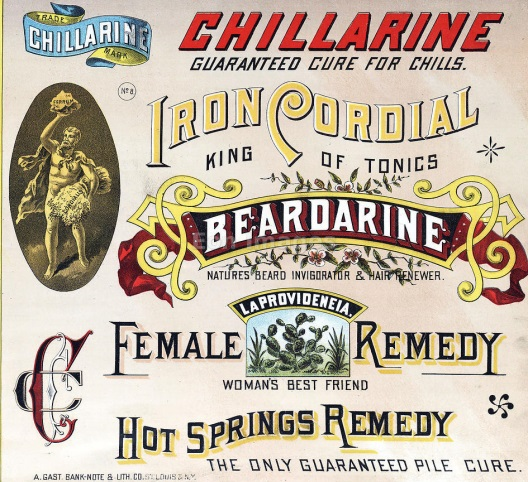 TRADE
CHILLARINE
MARK
CHILLARINE
GUARANTEED CURE FOR CHILLS.
No 8
IRON CORDIAL
KING OF TONICS
BEARDARINE
NATURES BEARD INVIGORATOR & HAIR RENEWER.
LA PROVIDENEIA.
FEMALE REMEDY
WOMAN'S BEST FRIEND
HOT SPRINGS REMEDY
THE ONLY GUARANTEED PILE CURE.
A. GAST BANK-NOTE & LITH. CO. ST. LOUIS & N.Y.